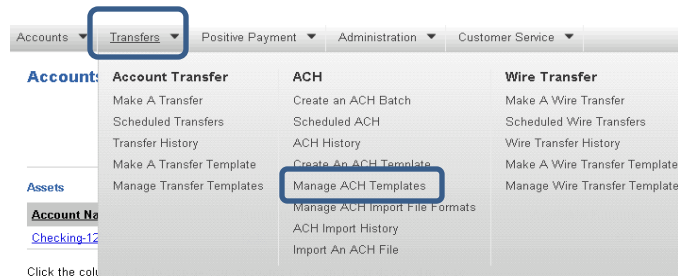 Accounts Transfers Positive Payment Administration Customer Service
Accounts
Account Transfer
Make A Transfer
Scheduled Transfers
Transfer History
Make A Transfer Template
Manage Transfer Templates
ACH
Create an ACH Batch
Scheduled ACH
ACH History
Create An ACH Template
Manage ACH Templates
Manage ACH Import File Formats
ACH Import History
Import An ACH File
Wire Transfer
Make A Wire Transfer
Scheduled Wire Transfers
Wire Transfer History
Make A Wire Transfer Template
Manage Wire Transfer Template
Assets
Account Na
Checking-12
Click the colu